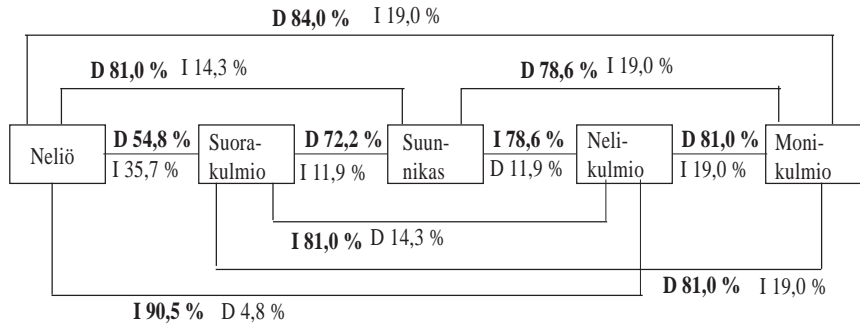 D 84,0 % I 19,0 %
D 81,0 % I 14,3 %
D 78,6 % I 19,0 %
Neliö
D 54,8 %
I 35,7 %
Suora-
kulmio
D 72,2 %
I 11,9 %
Suun-
nikas
I 78,6 %
D 11,9 %
Neli-
kulmio
D 81,0 %
I 19,0 %
Moni-
kulmio
I 81,0 % D 14,3 %
D 81,0 % I 19,0 %
I 90,5 % D 4,8 %